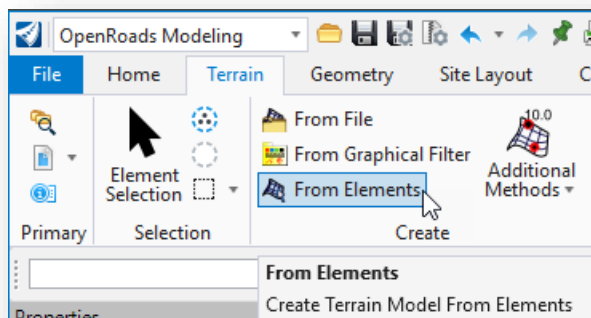 OpenRoads Modeling
File Home Terrain Geometry Site Layout
Element
Selection
From File
From Graphical Filter
From Elements
10.0
Additional
Methods
Primary Selection Create
From Elements
Create Terrain Model From Elements
Properties